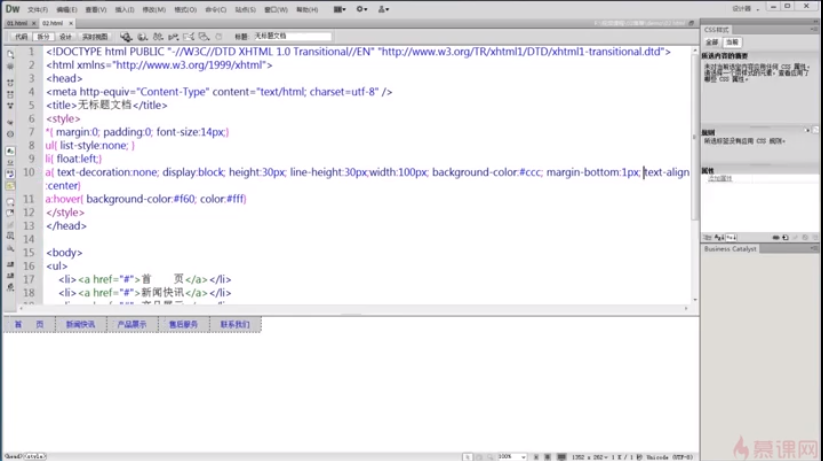 Dw 文件(F) 编辑(E) 查看(V) 插入(I) 修改(M) 格式(O) 命令(C) 站点(S) 窗口(W) 帮助(H) 设计器
01.html × 02.html ×
代码 拆分 设计 实时视图 标题: 无标题文档
1 <!DOCTYPE html PUBLIC "-//W3C//DTD XHTML 1.0 Transitional//EN" "http://www.w3.org/TR/xhtml1/DTD/xhtml1-transitional.dtd">
2 <html xmlns="http://www.w3.org/1999/xhtml">
3 <head>
4 <meta http-equiv="Content-Type" content="text/html; charset=utf-8" />
5 <title>无标题文档</title>
6 <style>
7 *{ margin:0; padding:0; font-size:14px;}
8 ul{ list-style:none; }
9 li{ float:left;}
10 a{ text-decoration:none; display:block; height:30px; line-height:30px;width:100px; background-color:#ccc; margin-bottom:1px; text-align
:center}
11 a:hover{ background-color:#f60; color:#fff}
12 </style>
13 </head>
14
15 <body>
16 <ul>
17 <li><a href="#">首 页</a></li>
18 <li><a href="#">新闻快讯</a></li>
首 页 新闻快讯 产品展示 售后服务 联系我们
CSS样式
全部 当前
所选内容的摘要
未对当前选定内容应用任何 CSS 属性。
请选择一个带样式的元素，查看应用了
哪些 CSS 属性。
规则
所选标签没有应用 CSS 规则。
属性
添加属性
Business Catalyst
<head><style>
100% 1352 x 262 1 K / 1 秒 Unicode (UTF-8)
慕课网